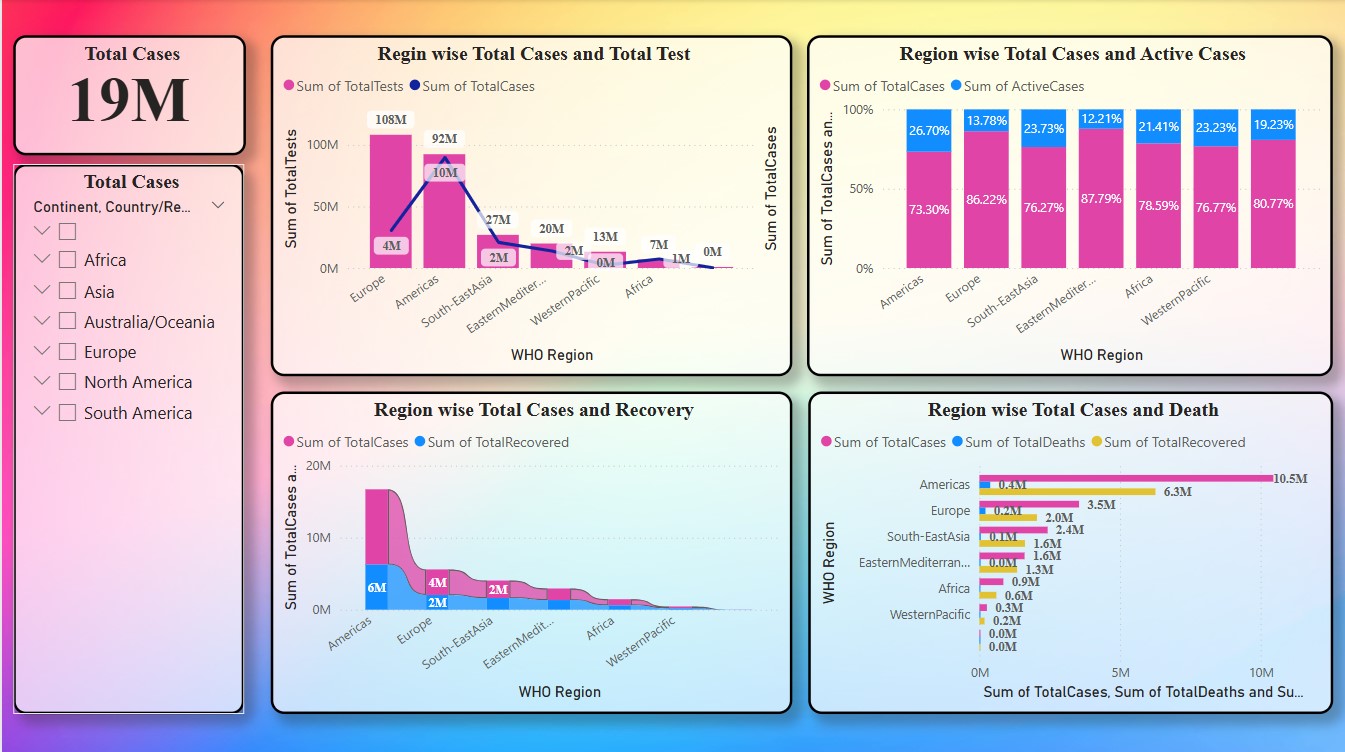 Total Cases
19M
Total Cases
Continent, Country/Re...
Africa
Asia
Australia/Oceania
Europe
North America
South America
Regin wise Total Cases and Total Test
Sum of TotalTests Sum of TotalCases
Sum of TotalTests
Sum of TotalCases
100M
50M
0M
108M
92M
27M
20M
13M
7M
0M
4M
10M
2M
2M
0M
1M
Europe
Americas
South-EastAsia
EasternMediter...
WesternPacific
Africa
WHO Region
Region wise Total Cases and Active Cases
Sum of TotalCases Sum of ActiveCases
Sum of TotalCases an...
100%
50%
0%
26.70% 13.78% 23.73% 12.21% 21.41% 23.23% 19.23%
73.30% 86.22% 76.27% 87.79% 78.59% 76.77% 80.77%
Americas
Europe
South-EastAsia
EasternMediter...
Africa
WesternPacific
WHO Region
Region wise Total Cases and Recovery
Sum of TotalCases Sum of TotalRecovered
Sum of TotalCases a...
20M
10M
0M
6M
4M
2M
2M
Americas
Europe
South-EastAsia
EasternMedit...
Africa
WesternPacific
WHO Region
Region wise Total Cases and Death
Sum of TotalCases Sum of TotalDeaths Sum of TotalRecovered
WHO Region
Americas
10.5M
0.4M
6.3M
Europe
3.5M
0.2M
2.0M
South-EastAsia
2.4M
0.1M
1.6M
EasternMediterran...
1.6M
0.0M
1.3M
Africa
0.9M
0.6M
WesternPacific
0.3M
0.2M
0.0M
0.0M
0M 5M 10M
Sum of TotalCases, Sum of TotalDeaths and Su...